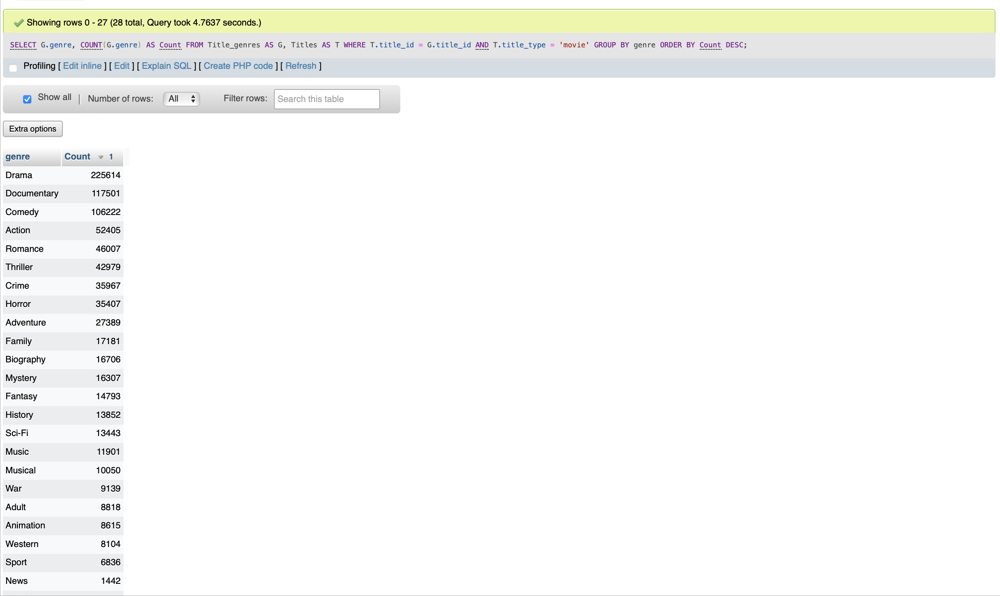 Showing rows 0 - 27 (28 total, Query took 4.7637 seconds.)
SELECT G.genre, COUNT(G.genre) AS Count FROM Title_genres AS G, Titles AS T WHERE T.title_id = G.title_id AND T.title_type = 'movie' GROUP BY genre ORDER BY Count DESC;
Profiling [ Edit inline ] [ Edit ] [ Explain SQL ] [ Create PHP code ] [ Refresh ]
Show all | Number of rows: All Filter rows: Search this table
Extra options
genre Count 1
Drama 225614
Documentary 117501
Comedy 106222
Action 52405
Romance 46007
Thriller 42979
Crime 35967
Horror 35407
Adventure 27389
Family 17181
Biography 16706
Mystery 16307
Fantasy 14793
History 13852
Sci-Fi 13443
Music 11901
Musical 10050
War 9139
Adult 8818
Animation 8615
Western 8104
Sport 6836
News 1442